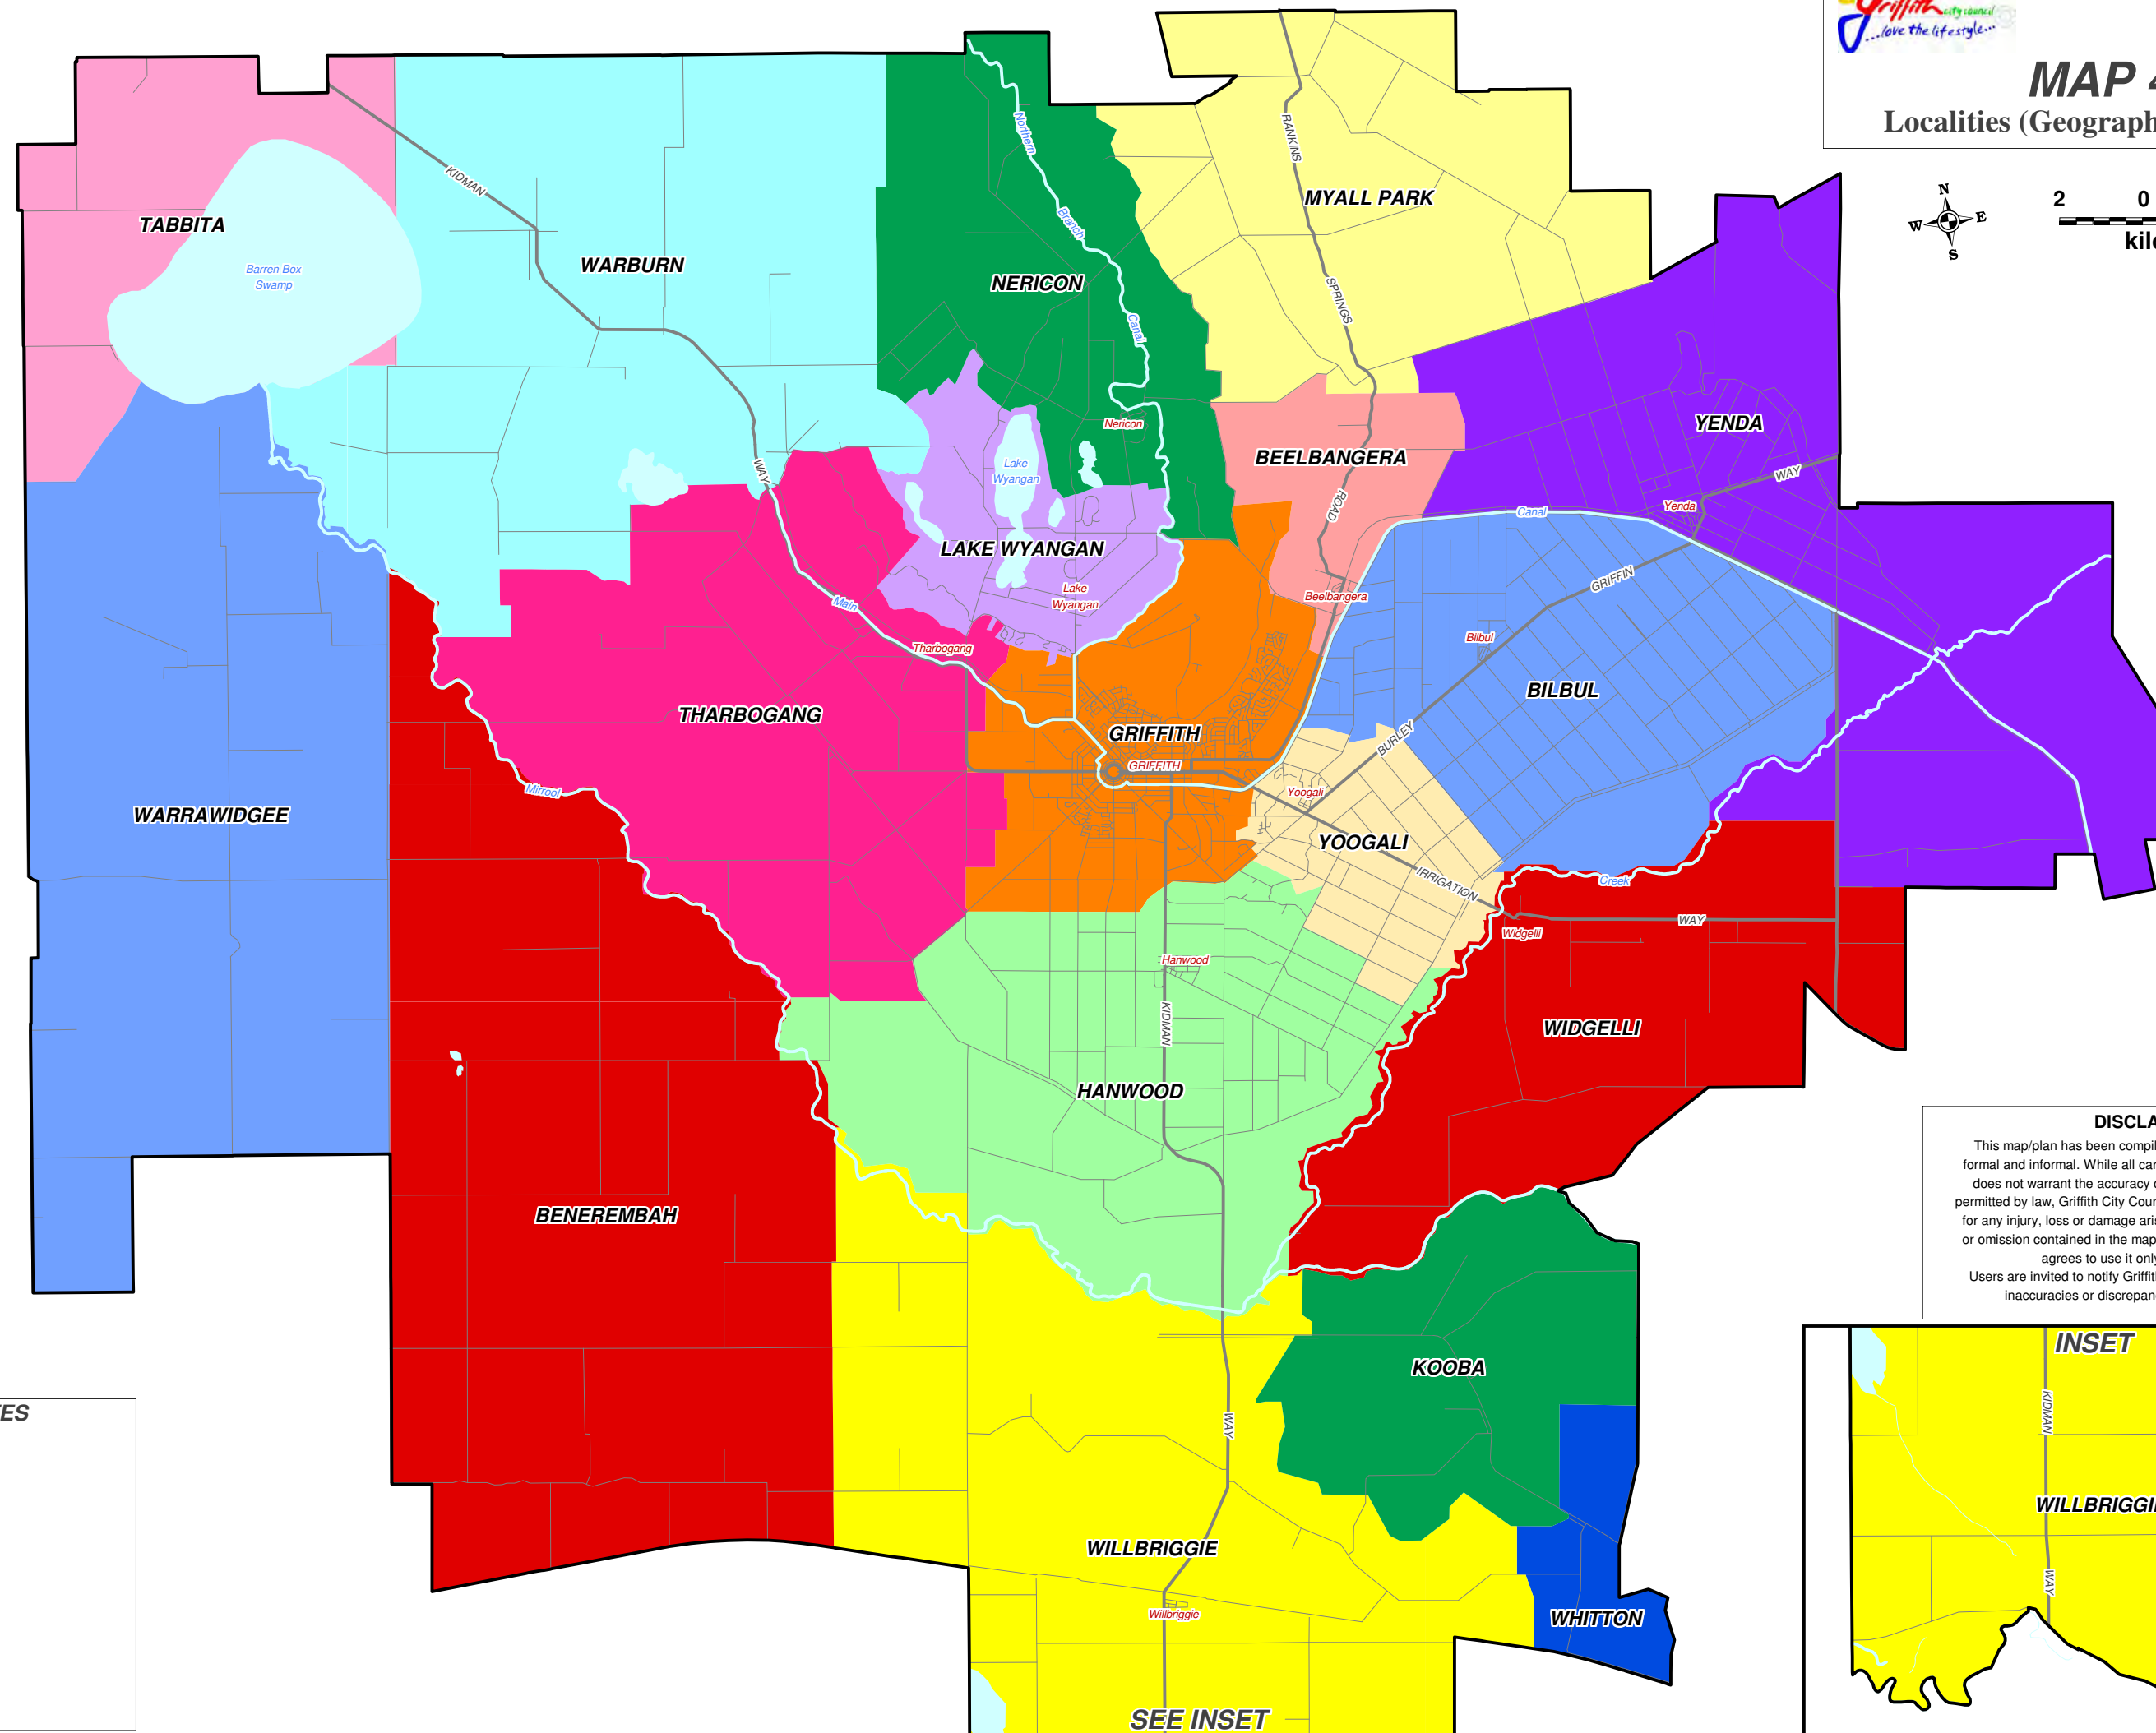 Griffith city council
...love the lifestyle...
MAP 4
Localities (Geograph
N
W
E
S
2
0
kil
TABBITA
Barren Box
Swamp
KIDMAN
WARBURN
WAY
NERICON
Northern
Branch
Canal
Nericon
MYALL PARK
RANKINS
SPRINGS
ROAD
YENDA
WAY
Yenda
BEELBANGERA
Beelbangera
Canal
GRIFFIN
Bilbul
BILBUL
BURLEY
Lake
Wyangan
LAKE WYANGAN
Lake
Wyangan
Main
Tharbogang
THARBOGANG
GRIFFITH
GRIFFITH
Yoogali
YOOGALI
IRRIGATION
WAY
Creek
Widgelli
WIDGELLI
Mirrool
WARRAWIDGEE
Hanwood
KIDMAN
HANWOOD
BENEREMBAH
KOOBA
WAY
WILLBRIGGIE
Willbriggie
WHITTON
SEE INSET
DISCLA
This map/plan has been compil
formal and informal. While all car
does not warrant the accuracy
permitted by law, Griffith City Cour
for any injury, loss or damage ari
or omission contained in the map
agrees to use it only
Users are invited to notify Griffit
inaccuracies or discrepan
INSET
KIDMAN
WILLBRIGGI
WAY
ES